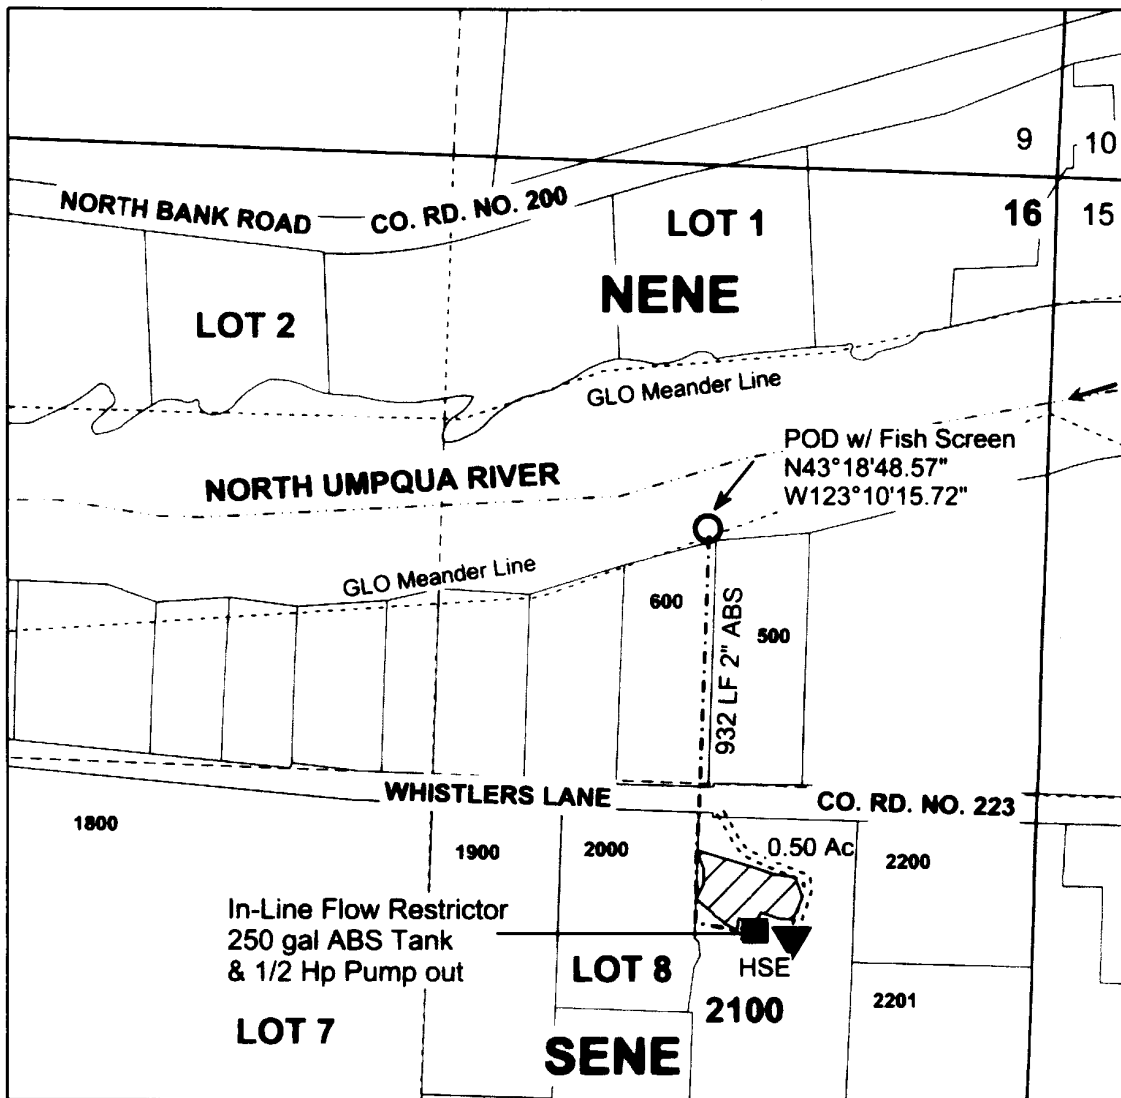 9
10
NORTH BANK ROAD
CO. RD. NO. 200
LOT 1
16
15
NENE
LOT 2
GLO Meander Line
POD w/ Fish Screen
N43°18'48.57"
W123°10'15.72"
NORTH UMPQUA RIVER
GLO Meander Line
600
932 LF 2" ABS
500
WHISTLERS LANE
CO. RD. NO. 223
1800
1900
2000
0.50 Ac
2200
In-Line Flow Restrictor
250 gal ABS Tank
& 1/2 Hp Pump out
LOT 8
HSE
2100
2201
LOT 7
SENE